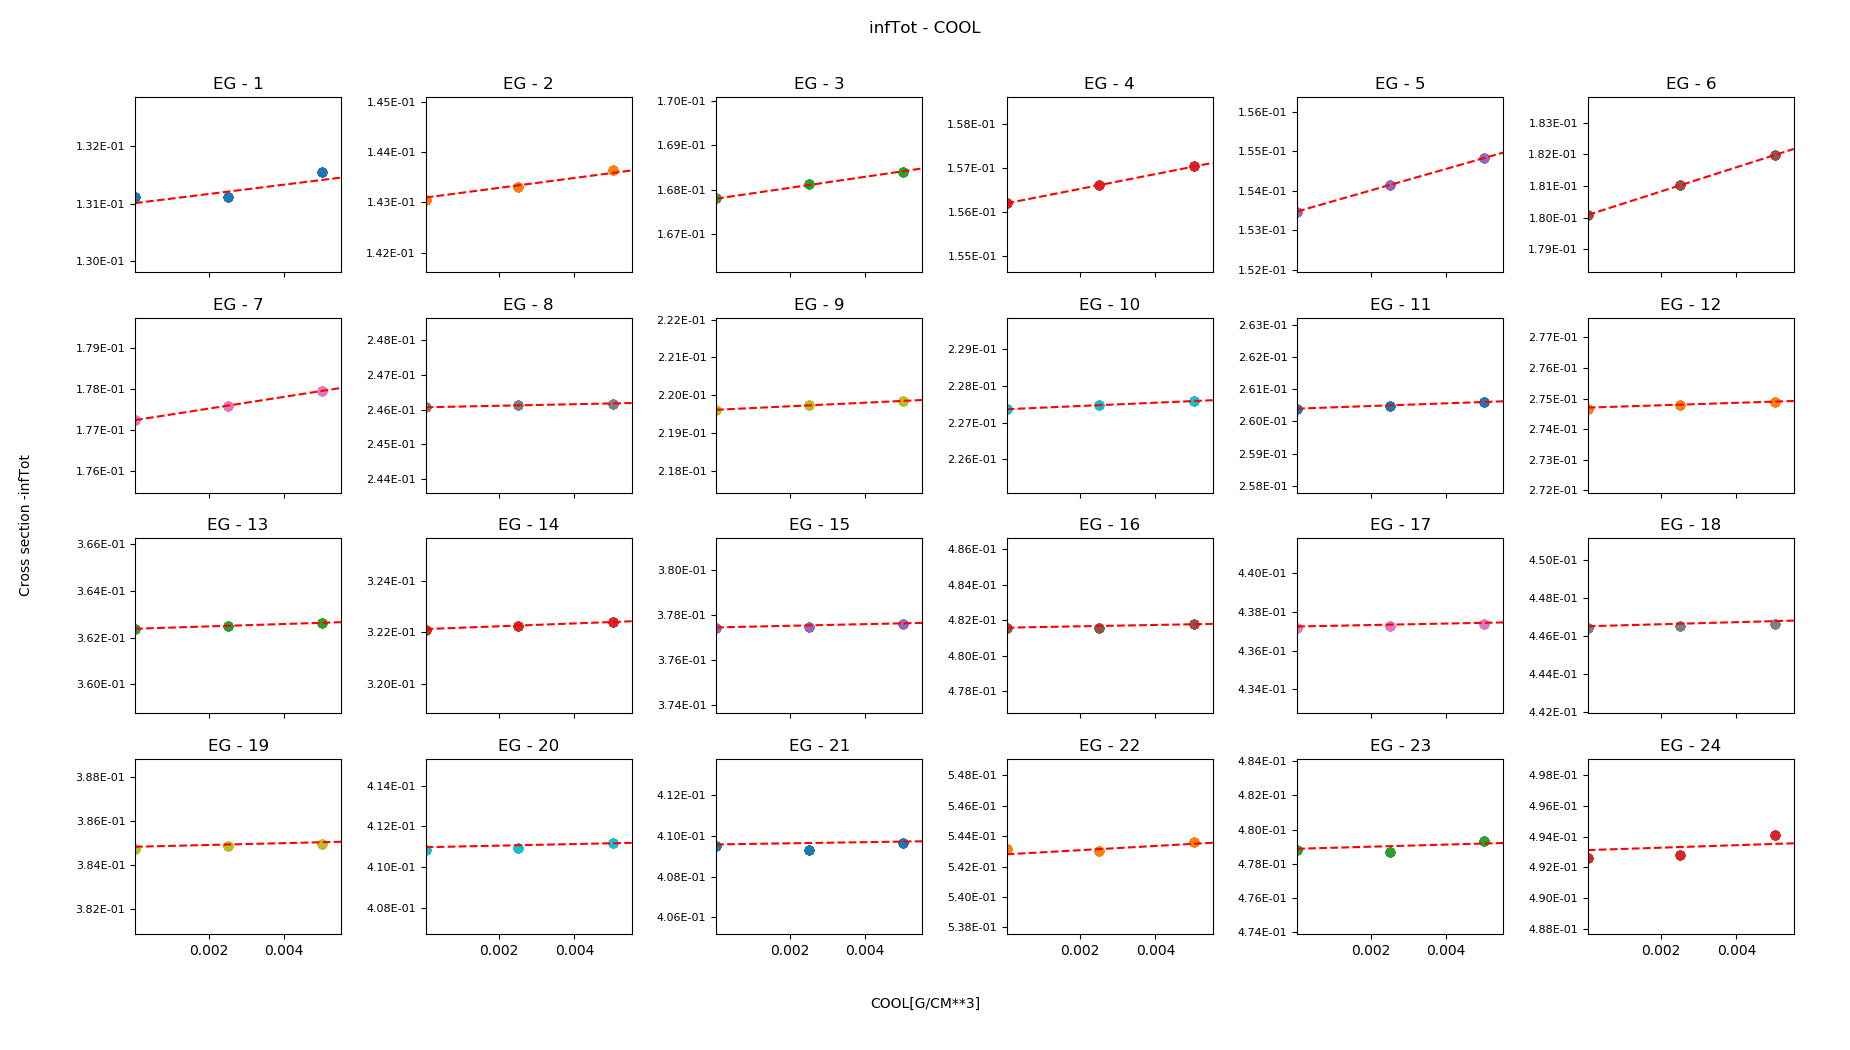 infTot - COOL
EG - 1
EG - 2
EG - 3
EG - 4
EG - 5
EG - 6
1.32E-01
1.31E-01
1.30E-01
1.45E-01
1.44E-01
1.43E-01
1.42E-01
1.70E-01
1.69E-01
1.68E-01
1.67E-01
1.58E-01
1.57E-01
1.56E-01
1.55E-01
1.56E-01
1.55E-01
1.54E-01
1.53E-01
1.52E-01
1.83E-01
1.82E-01
1.81E-01
1.80E-01
1.79E-01
EG - 7
EG - 8
EG - 9
EG - 10
EG - 11
EG - 12
1.79E-01
1.78E-01
1.77E-01
1.76E-01
2.48E-01
2.47E-01
2.46E-01
2.45E-01
2.44E-01
2.22E-01
2.21E-01
2.20E-01
2.19E-01
2.18E-01
2.29E-01
2.28E-01
2.27E-01
2.26E-01
2.63E-01
2.62E-01
2.61E-01
2.60E-01
2.59E-01
2.58E-01
2.77E-01
2.76E-01
2.75E-01
2.74E-01
2.73E-01
2.72E-01
Cross section -infTot
EG - 13
EG - 14
EG - 15
EG - 16
EG - 17
EG - 18
3.66E-01
3.64E-01
3.62E-01
3.60E-01
3.24E-01
3.22E-01
3.20E-01
3.80E-01
3.78E-01
3.76E-01
3.74E-01
4.86E-01
4.84E-01
4.82E-01
4.80E-01
4.78E-01
4.40E-01
4.38E-01
4.36E-01
4.34E-01
4.50E-01
4.48E-01
4.46E-01
4.44E-01
4.42E-01
EG - 19
EG - 20
EG - 21
EG - 22
EG - 23
EG - 24
3.88E-01
3.86E-01
3.84E-01
3.82E-01
4.14E-01
4.12E-01
4.10E-01
4.08E-01
4.12E-01
4.10E-01
4.08E-01
4.06E-01
5.48E-01
5.46E-01
5.44E-01
5.42E-01
5.40E-01
5.38E-01
4.84E-01
4.82E-01
4.80E-01
4.78E-01
4.76E-01
4.74E-01
4.98E-01
4.96E-01
4.94E-01
4.92E-01
4.90E-01
4.88E-01
0.002 0.004
0.002 0.004
0.002 0.004
0.002 0.004
0.002 0.004
0.002 0.004
COOL[G/CM**3]